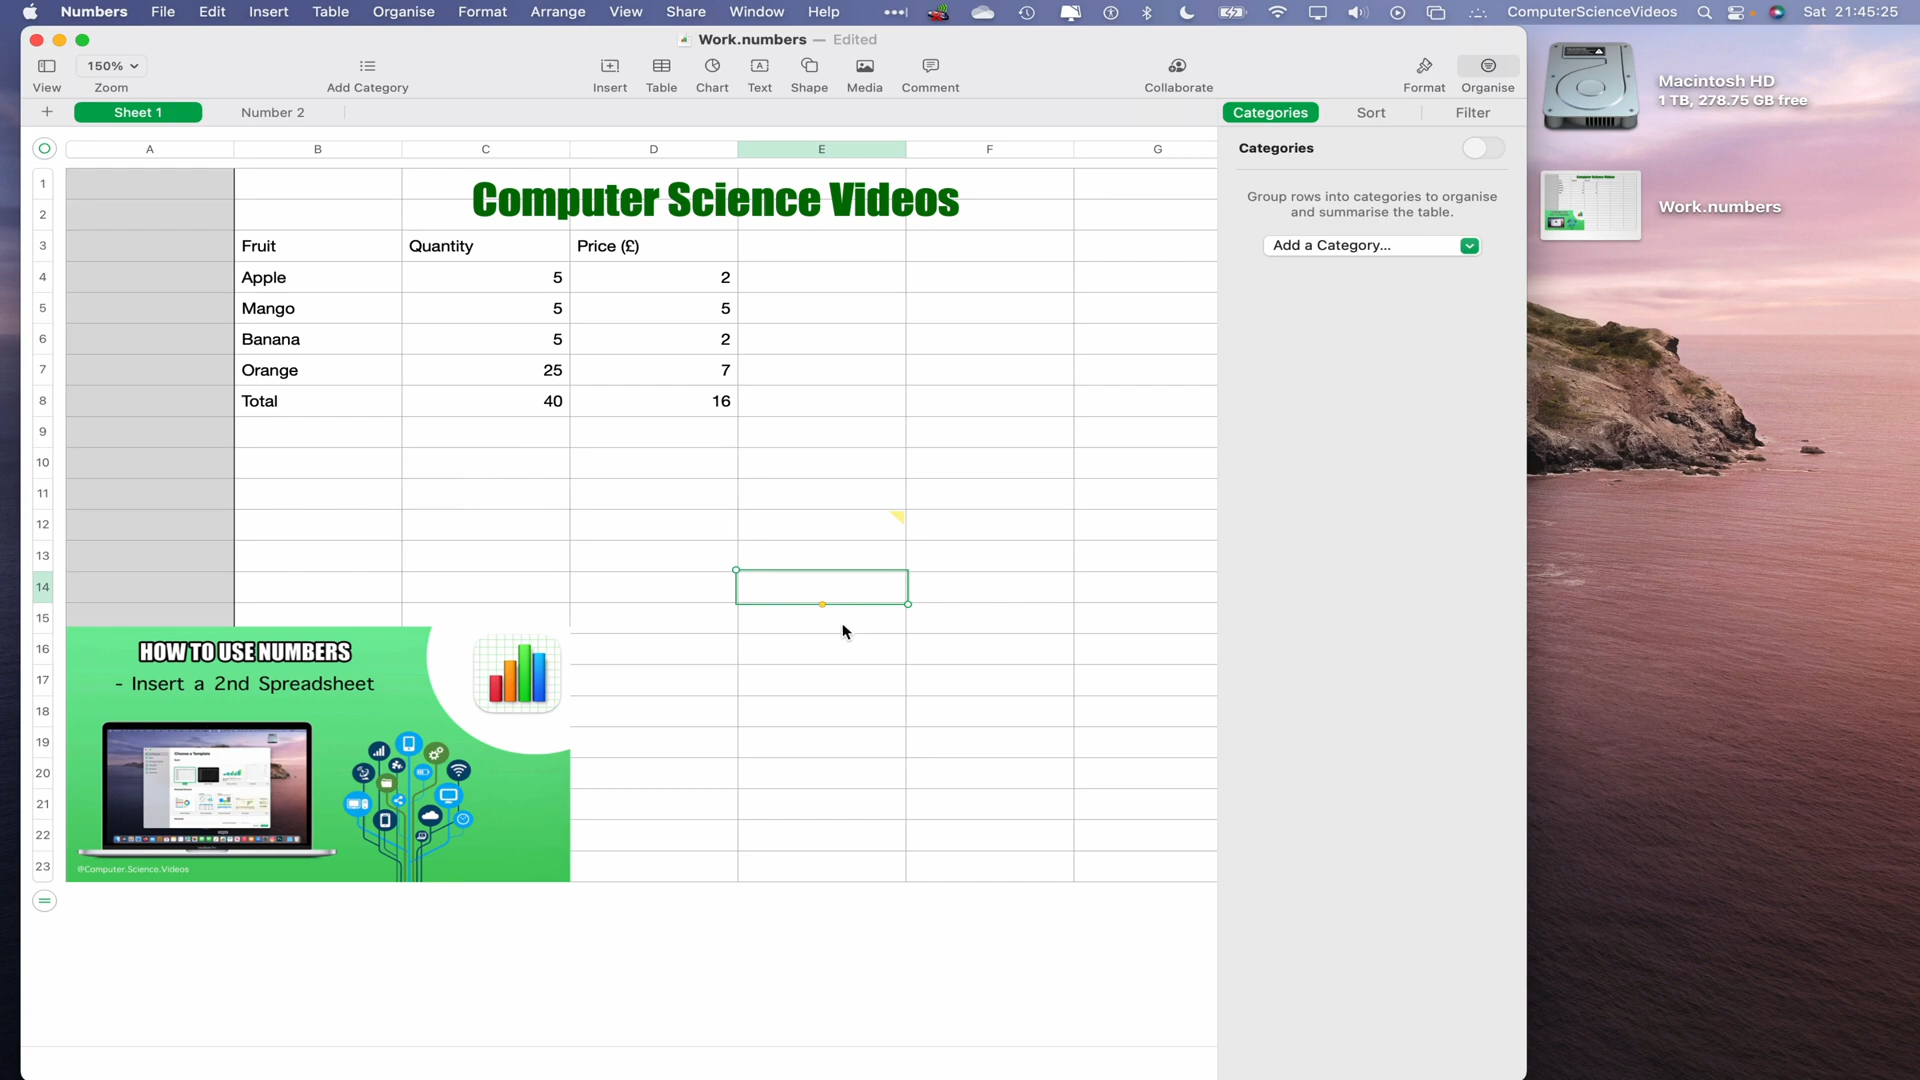 Numbers File Edit Insert Table Organise Format Arrange View Share Window Help ComputerScienceVideos Sat 21:45:25
Work.numbers — Edited
150%
View Zoom Add Category Insert Table Chart Text Shape Media Comment Collaborate Format Organise
Sheet 1 Number 2 Categories Sort Filter
Categories
Group rows into categories to organise
and summarise the table.
Add a Category...
A B C D E F G
1
Computer Science Videos
2
3 Fruit Quantity Price (£)
4 Apple 5 2
5 Mango 5 5
6 Banana 5 2
7 Orange 25 7
8 Total 40 16
9
10
11
12
13
14
15
16
17
18
19
20
21
22
23
HOW TO USE NUMBERS
- Insert a 2nd Spreadsheet
Choose a Template
@Computer.Science.Videos
Macintosh HD
1 TB, 278.75 GB free
Computer Science Videos
Work.numbers